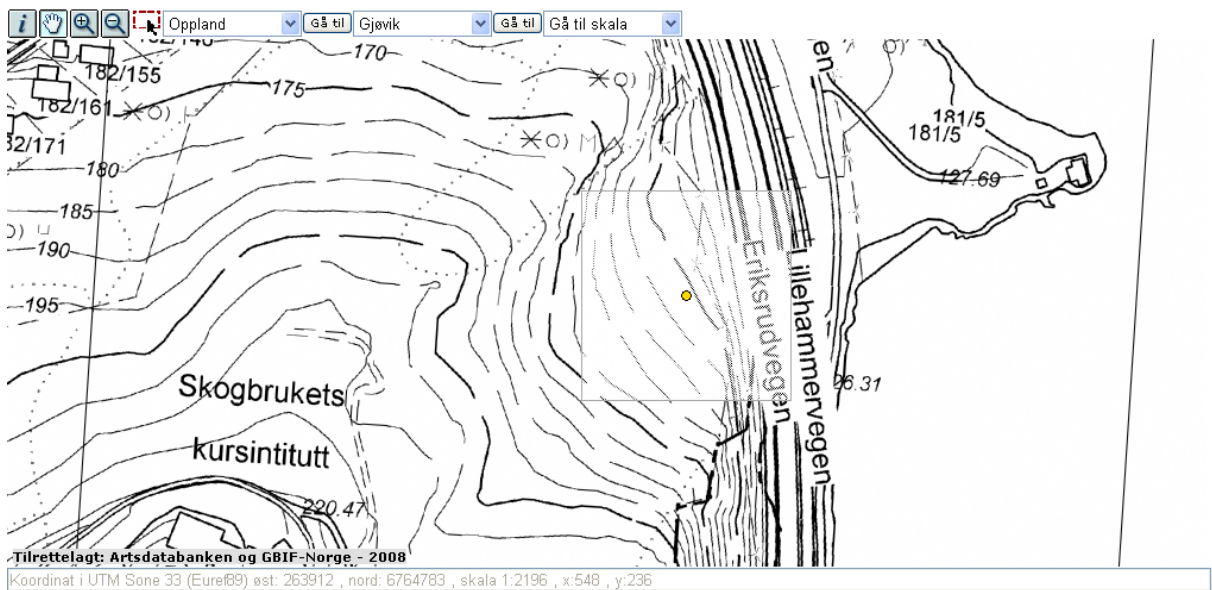 i Oppland Gå til Gjøvik Gå til Gå til skala
170
182/155
175
182/161
181/5
181/5
82/171
180
127.69
185
190
195
Eriksrudvegen
Lillehammervegen
26.31
Skogbrukets
kursintitutt
220.47
Tilrettelagt: Artsdatabanken og GBIF-Norge - 2008
Koordinat i UTM Sone 33 (Euref89) øst: 263912 , nord: 6764783 , skala 1:2196 , x:548 , y:236